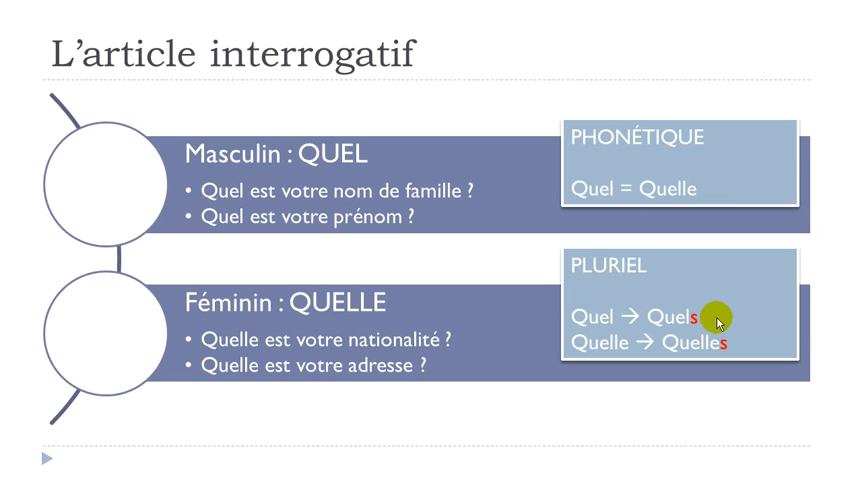 L’article interrogatif
Masculin : QUEL
• Quel est votre nom de famille ?
• Quel est votre prénom ?
PHONÉTIQUE
Quel = Quelle
Féminin : QUELLE
• Quelle est votre nationalité ?
• Quelle est votre adresse ?
PLURIEL
Quel → Quels
Quelle → Quelles